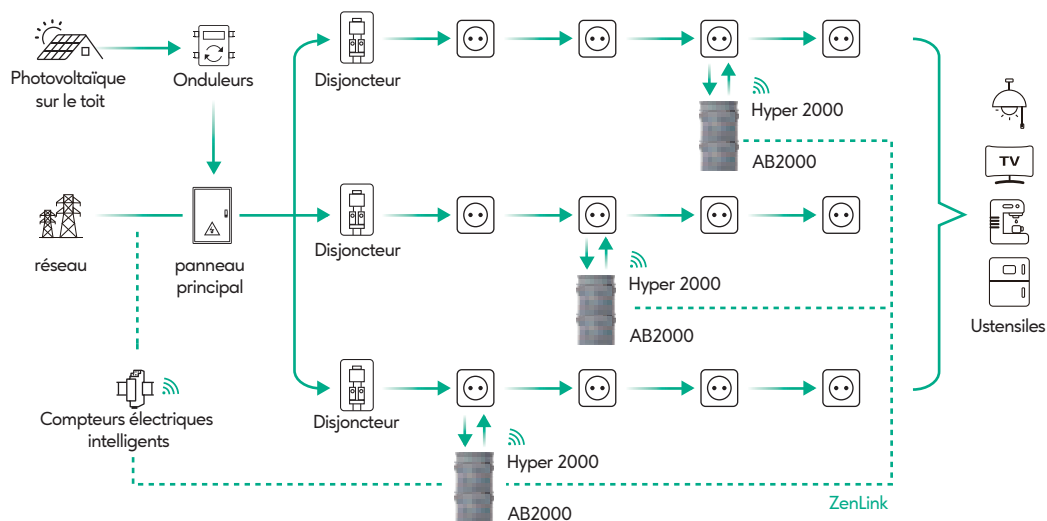 Photovoltaïque
sur le toit
Onduleurs
Disjoncteur
Hyper 2000
AB2000
TV
réseau
panneau
principal
Disjoncteur
Hyper 2000
AB2000
Ustensiles
Compteurs électriques
intelligents
Disjoncteur
Hyper 2000
AB2000
ZenLink